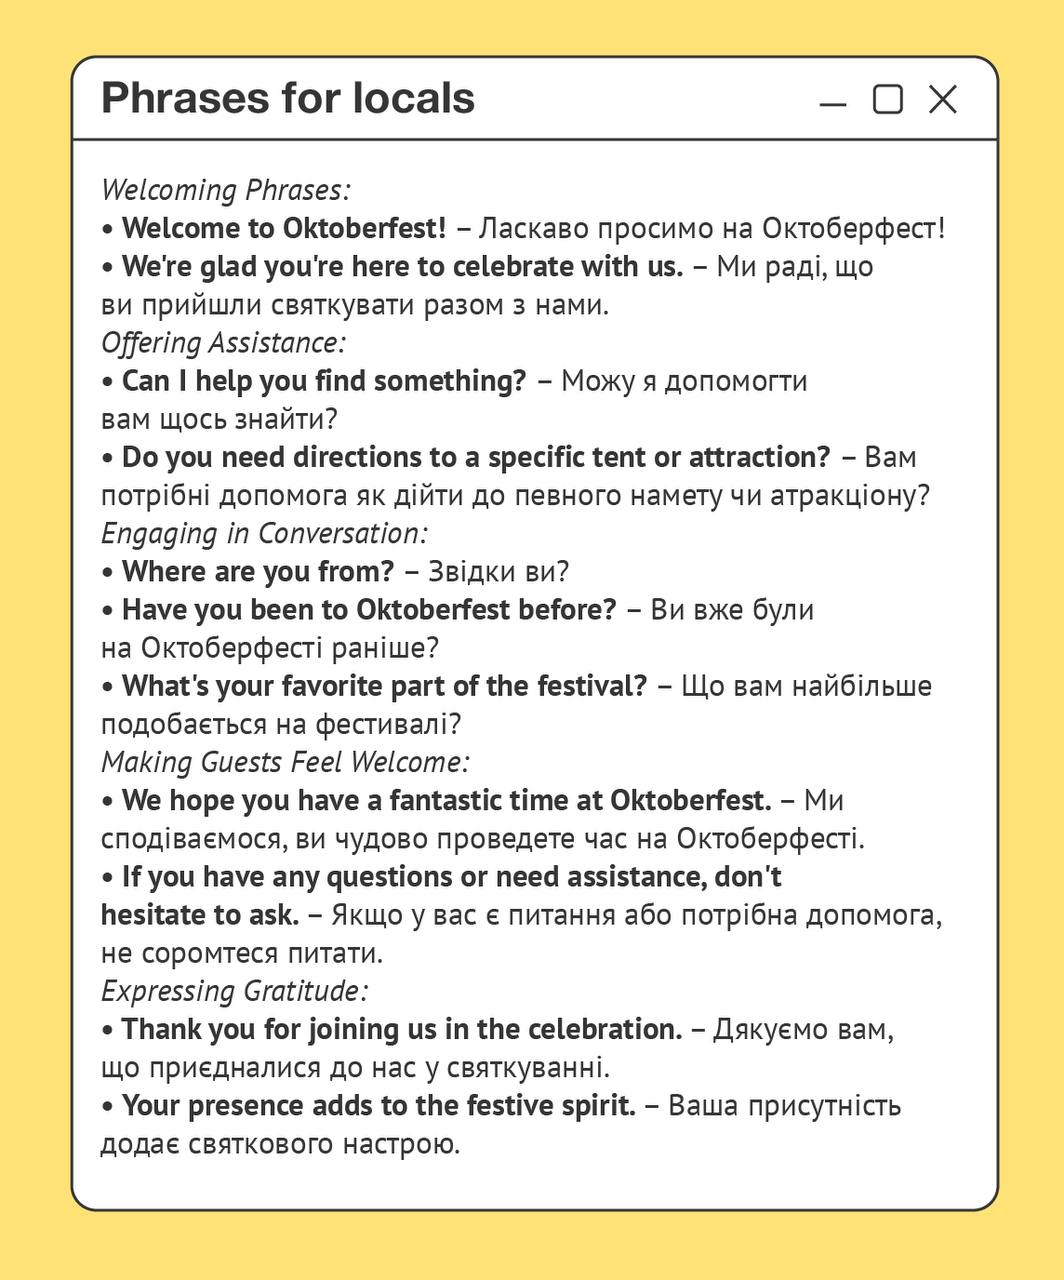 Phrases for locals
Welcoming Phrases:
• Welcome to Oktoberfest! – Ласкаво просимо на Октоберфест!
• We're glad you're here to celebrate with us. – Ми раді, що
ви прийшли святкувати разом з нами.
Offering Assistance:
• Can I help you find something? – Можу я допомогти
вам щось знайти?
• Do you need directions to a specific tent or attraction? – Вам
потрібні допомога як дійти до певного намету чи атракціону?
Engaging in Conversation:
• Where are you from? – Звідки ви?
• Have you been to Oktoberfest before? – Ви вже були
на Октоберфесті раніше?
• What's your favorite part of the festival? – Що вам найбільше
подобається на фестивалі?
Making Guests Feel Welcome:
• We hope you have a fantastic time at Oktoberfest. – Ми
сподіваємося, ви чудово проведете час на Октоберфесті.
• If you have any questions or need assistance, don't
hesitate to ask. – Якщо у вас є питання або потрібна допомога,
не соромтеся питати.
Expressing Gratitude:
• Thank you for joining us in the celebration. – Дякуємо вам,
що приєдналися до нас у святкуванні.
• Your presence adds to the festive spirit. – Ваша присутність
додає святкового настрою.